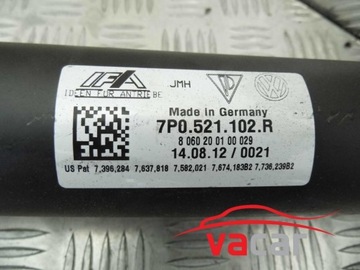 IFA
IDEEN FÜR ANTRIEBE
JMH
Made in Germany
7P0.521.102.R
8 060 20 01 00 029
14.08.12 / 0021
US Pat 7,396,284 7,637,818 7,582,021 7,674,183B2 7,736,239B2
vacar